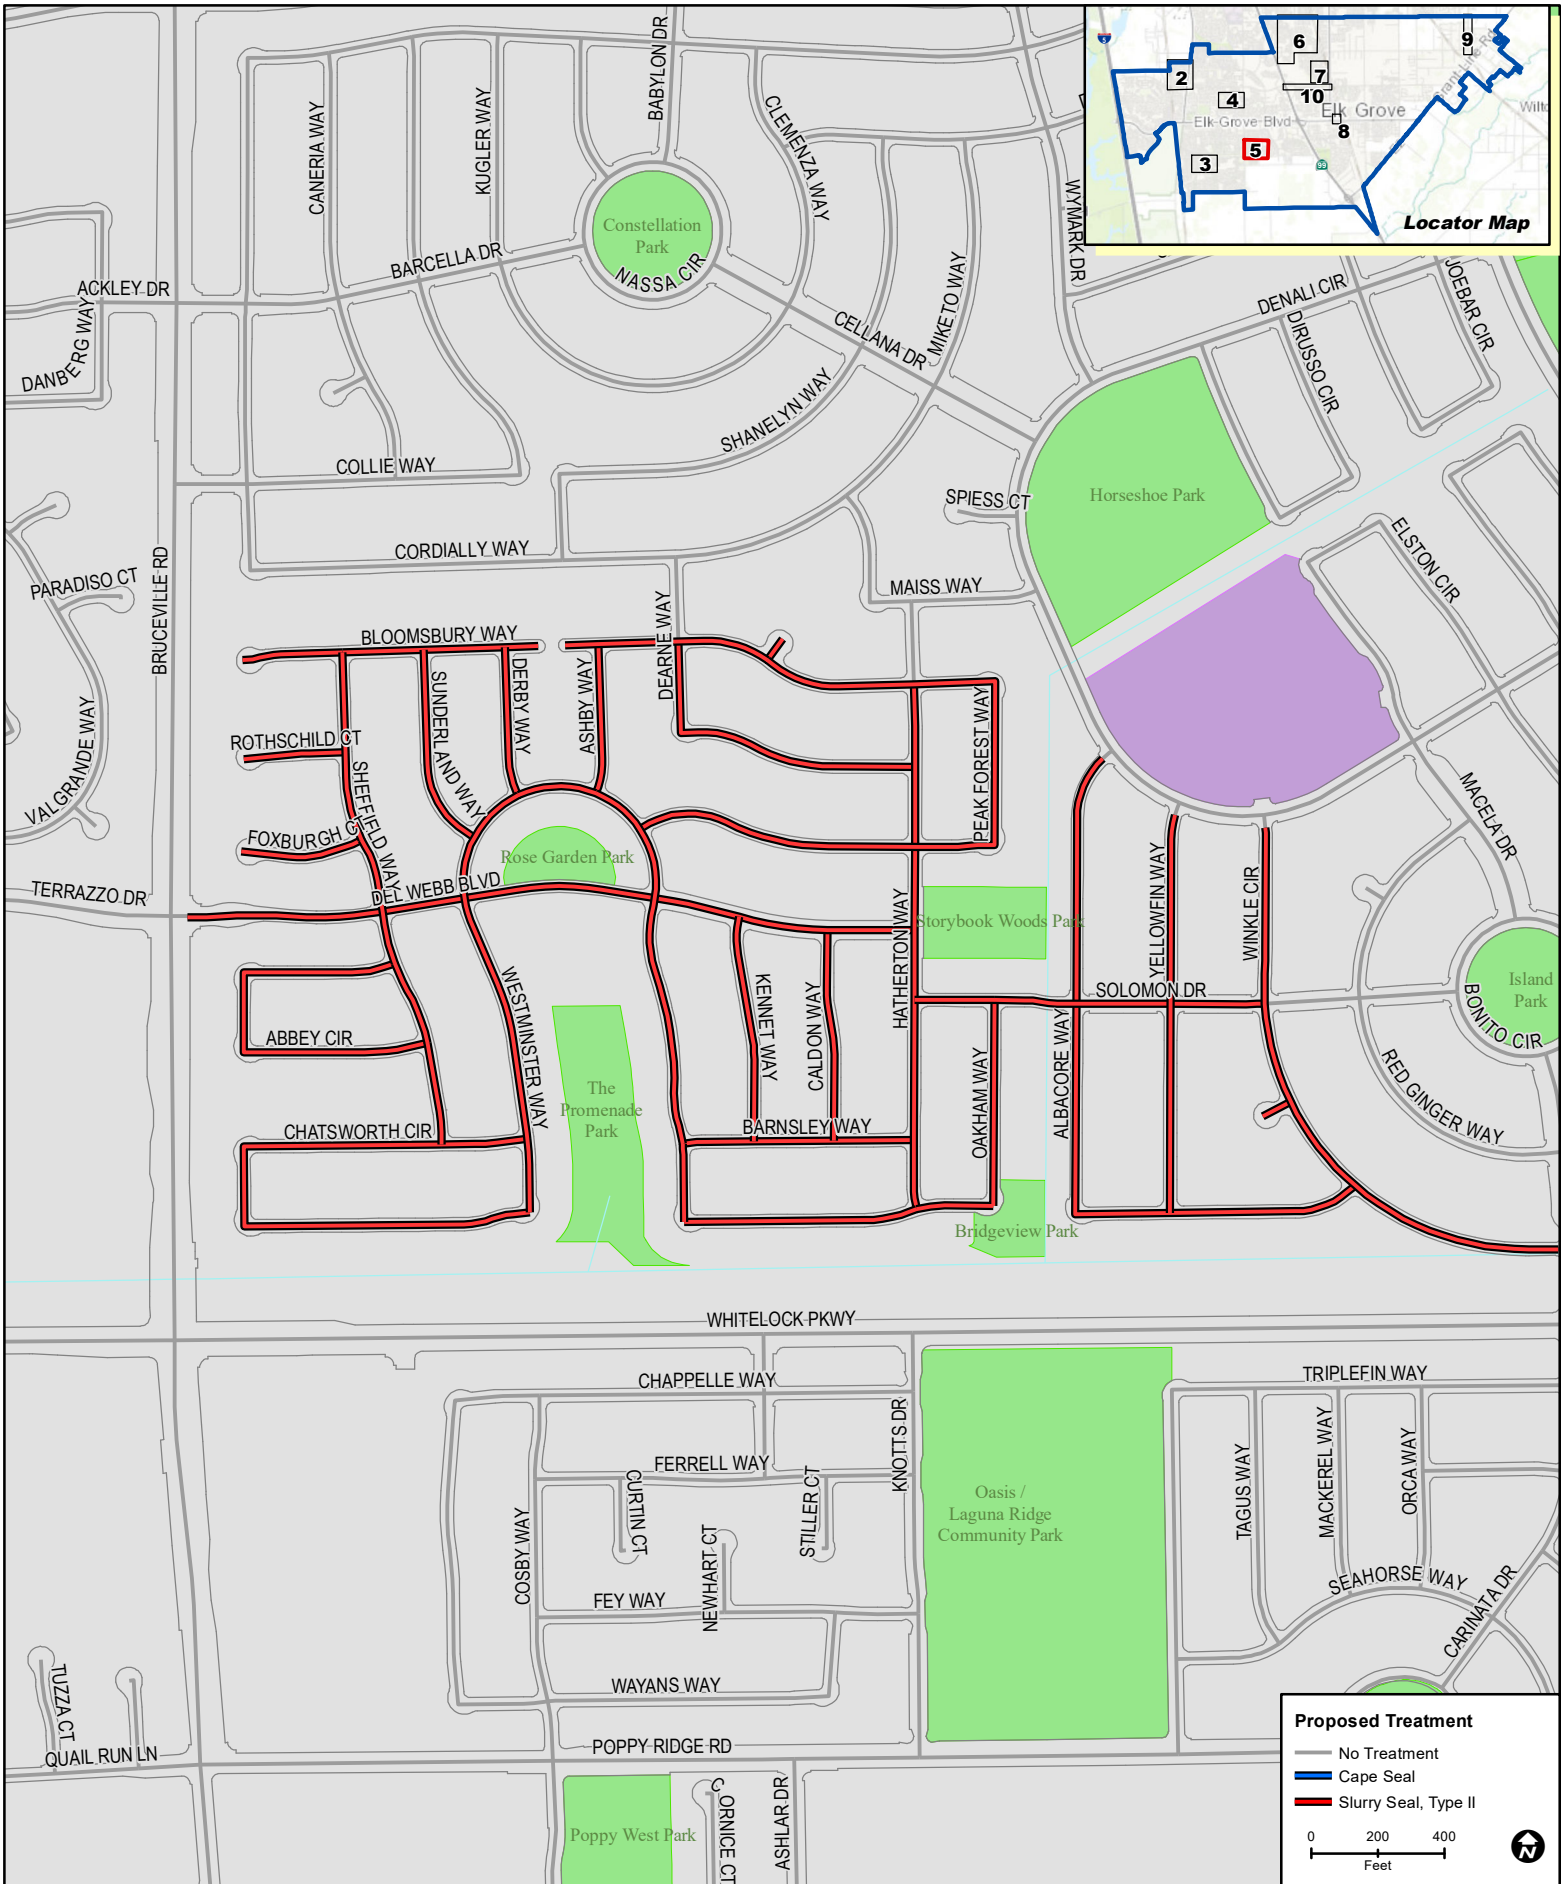 BABYLON DR
CANERIA WAY
KUGLER WAY
CLEMENZA WAY
WYMARK DR
6
9
2
7
4
10
Elk Grove
Elk Grove Blvd
8
5
3
99
Grant Line Rd
Locator Map
Constellation
Park
NASSA CIR
BARCELLA DR
ACKLEY DR
DANBERG WAY
CELLANA DR
MIKETO WAY
DENALI CIR
DIRUSSO CIR
JOEBAR CIR
SHANELYN WAY
COLLIE WAY
SPIESS CT
Horseshoe Park
ELSTON CIR
CORDIALLY WAY
MAISS WAY
PARADISO CT
BRUCEVILLE RD
BLOOMSBURY WAY
DEARNE WAY
SUNDERLAND WAY
DERBY WAY
ASHBY WAY
PEAK FOREST WAY
ROTHSCHILD CT
SHEFFIELD WAY
VALGRANDE WAY
FOXBURGH CT
Rose Garden Park
MACELA DR
TERRAZZO DR
DEL WEBB BLVD
HATHERTON WAY
Storybook Woods Park
YELLOWFIN WAY
WINKLE CIR
WESTMINSTER WAY
KENNET WAY
CALDON WAY
SOLOMON DR
Island
Park
BONITO CIR
ABBEY CIR
OAKHAM WAY
ALBACORE WAY
RED GINGER WAY
The
Promenade
Park
CHATSWORTH CIR
BARNSLEY WAY
Bridgeview Park
WHITELOCK PKWY
CHAPPELLE WAY
TRIPLEFIN WAY
KNOTTS DR
FERRELL WAY
CURTIN CT
STILLER CT
TAGUS WAY
MACKEREL WAY
ORCA WAY
Oasis /
Laguna Ridge
Community Park
COSBY WAY
NEWHART CT
FEY WAY
SEAHORSE WAY
CARINATA DR
WAYANS WAY
TUZZA CT
QUAIL RUN LN
POPPY RIDGE RD
Poppy West Park
CORNICE CT
ASHLAR DR
Proposed Treatment
No Treatment
Cape Seal
Slurry Seal, Type II
0 200 400
Feet
N